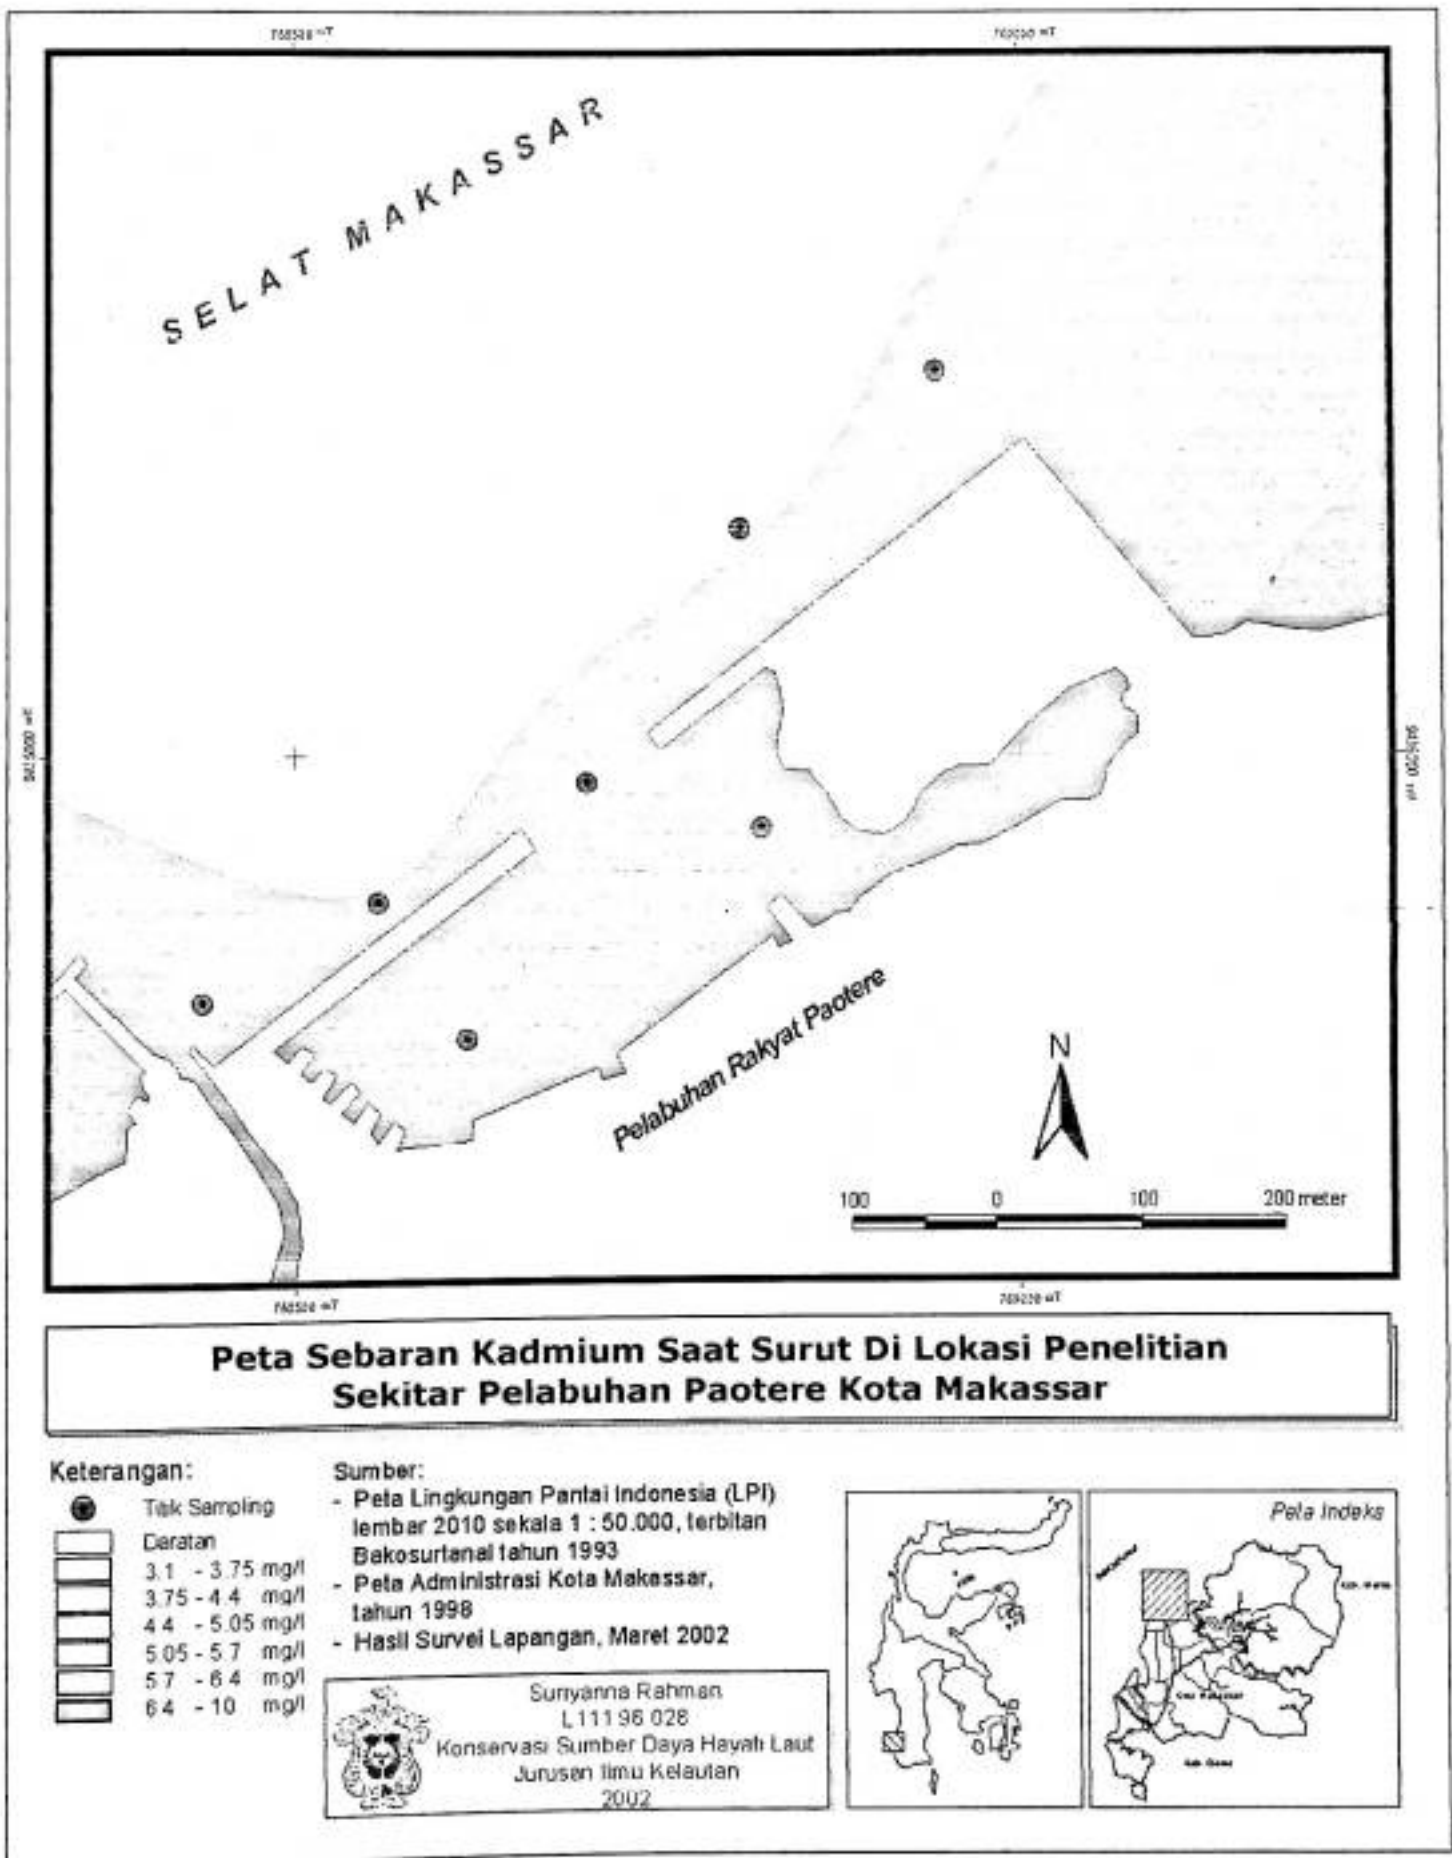 SELAT MAKASSAR
Pelabuhan Rakyat Paotere
N
100 0 100 200 meter
Peta Sebaran Kadmium Saat Surut Di Lokasi Penelitian
Sekitar Pelabuhan Paotere Kota Makassar
Keterangan:
Titik Sampling
Daratan
3.1 - 3.75 mg/l
3.75 - 4.4 mg/l
4.4 - 5.05 mg/l
5.05 - 5.7 mg/l
5.7 - 6.4 mg/l
6.4 - 10 mg/l
Sumber:
- Peta Lingkungan Pantai Indonesia (LPI)
lembar 2010 sekala 1 : 50.000, terbitan
Bakosurtanal tahun 1993
- Peta Administrasi Kota Makassar,
tahun 1998
- Hasil Survei Lapangan, Maret 2002
Suriyanna Rahman
L 111 96 028
Konservasi Sumber Daya Hayati Laut
Jurusan Ilmu Kelautan
2002
Peta Indeks